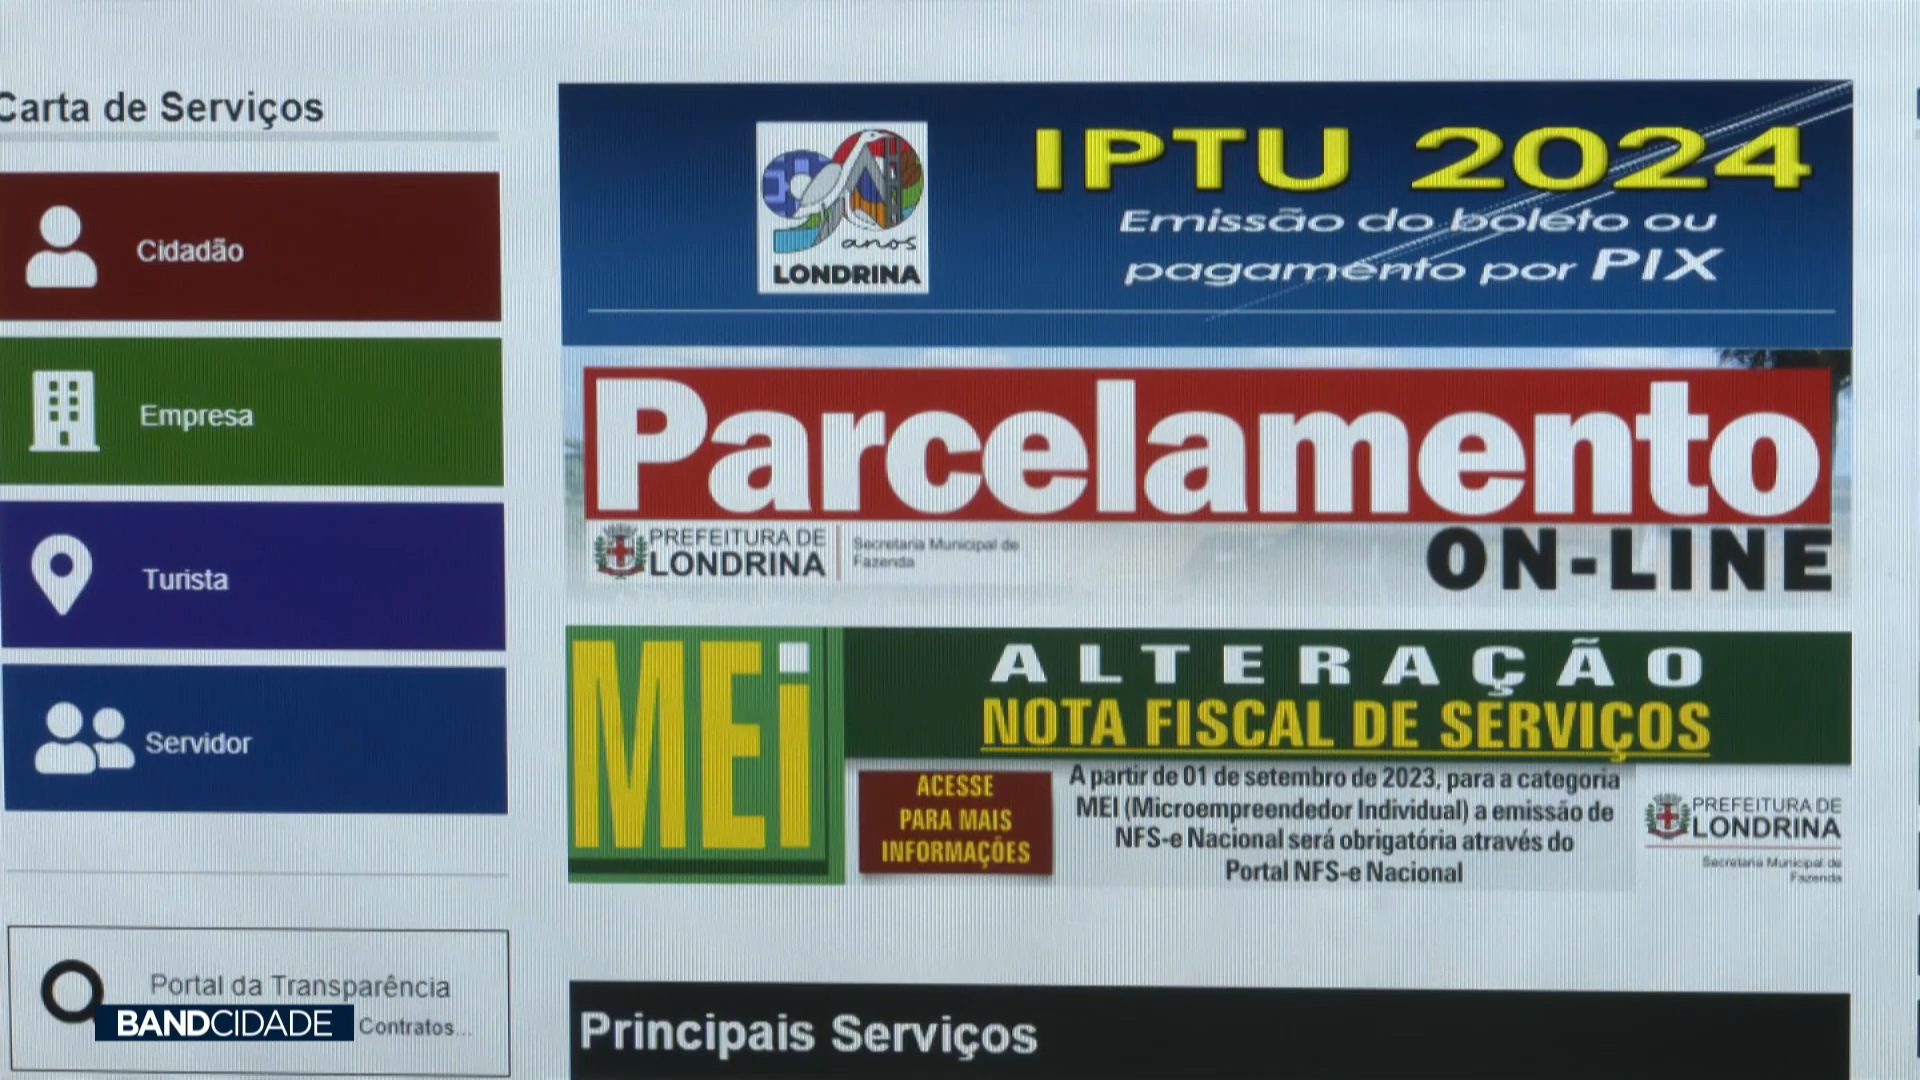 Carta de Serviços
Cidadão
Empresa
Turista
Servidor
Portal da Transparência
Contratos...
BANDCIDADE
anos
LONDRINA
IPTU 2024
Emissão do boleto ou
pagamento por PIX
Parcelamento
ON-LINE
PREFEITURA DE
LONDRINA
Secretaria Municipal de
Fazenda
MEi
ALTERAÇÃO
NOTA FISCAL DE SERVIÇOS
ACESSE
PARA MAIS
INFORMAÇÕES
A partir de 01 de setembro de 2023, para a categoria
MEI (Microempreendedor Individual) a emissão de
NFS-e Nacional será obrigatória através do
Portal NFS-e Nacional
PREFEITURA DE
LONDRINA
Secretaria Municipal de
Fazenda
Principais Serviços